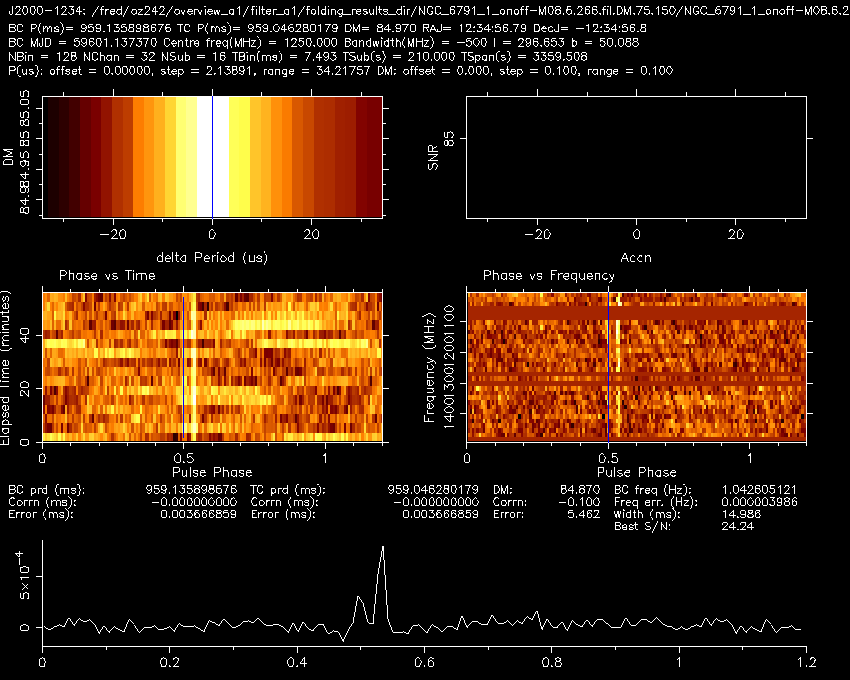 J2000-1234: /fred/oz242/overview_a1/filter_a1/folding_results_dir/NGC_6791_1_onoff-M08.6.266.fil.DM.75.150/NGC_6791_1_onoff-M08.6.2
BC P(ms)= 959.135898676 TC P(ms)= 959.046280179 DM= 84.970 RAJ= 12:34:56.79 DecJ= -12:34:56.8
BC MJD = 59601.137370 Centre freq(MHz) = 1250.000 Bandwidth(MHz) = -500 l = 296.653 b = 50.088
NBin = 128 NChan = 32 NSub = 16 TBin(ms) = 7.493 TSub(s) = 210.000 TSpan(s) = 3359.508
P(us): offset = 0.00000, step = 2.13891, range = 34.21757 DM: offset = 0.000, step = 0.100, range = 0.100
DM
84.9 84.95 85 85.05
-20 0 20
delta Period (us)
SNR
85
-20 0 20
Accn
Phase vs Time
Elapsed Time (minutes)
0 20 40
0 0.5 1
Pulse Phase
Phase vs Frequency
Frequency (MHz)
1400 1300 1200 1100
0 0.5 1
Pulse Phase
BC prd (ms): 959.135898676 TC prd (ms): 959.046280179 DM: 84.870 BC freq (Hz): 1.042605121
Corrn (ms): -0.000000000 Corrn (ms): -0.000000000 Corrn: -0.100 Freq err. (Hz): 0.000003986
Error (ms): 0.003666859 Error (ms): 0.003666859 Error: 5.462 Width (ms): 14.986
Best S/N: 24.24
0 5×10⁻⁴
0 0.2 0.4 0.6 0.8 1 1.2